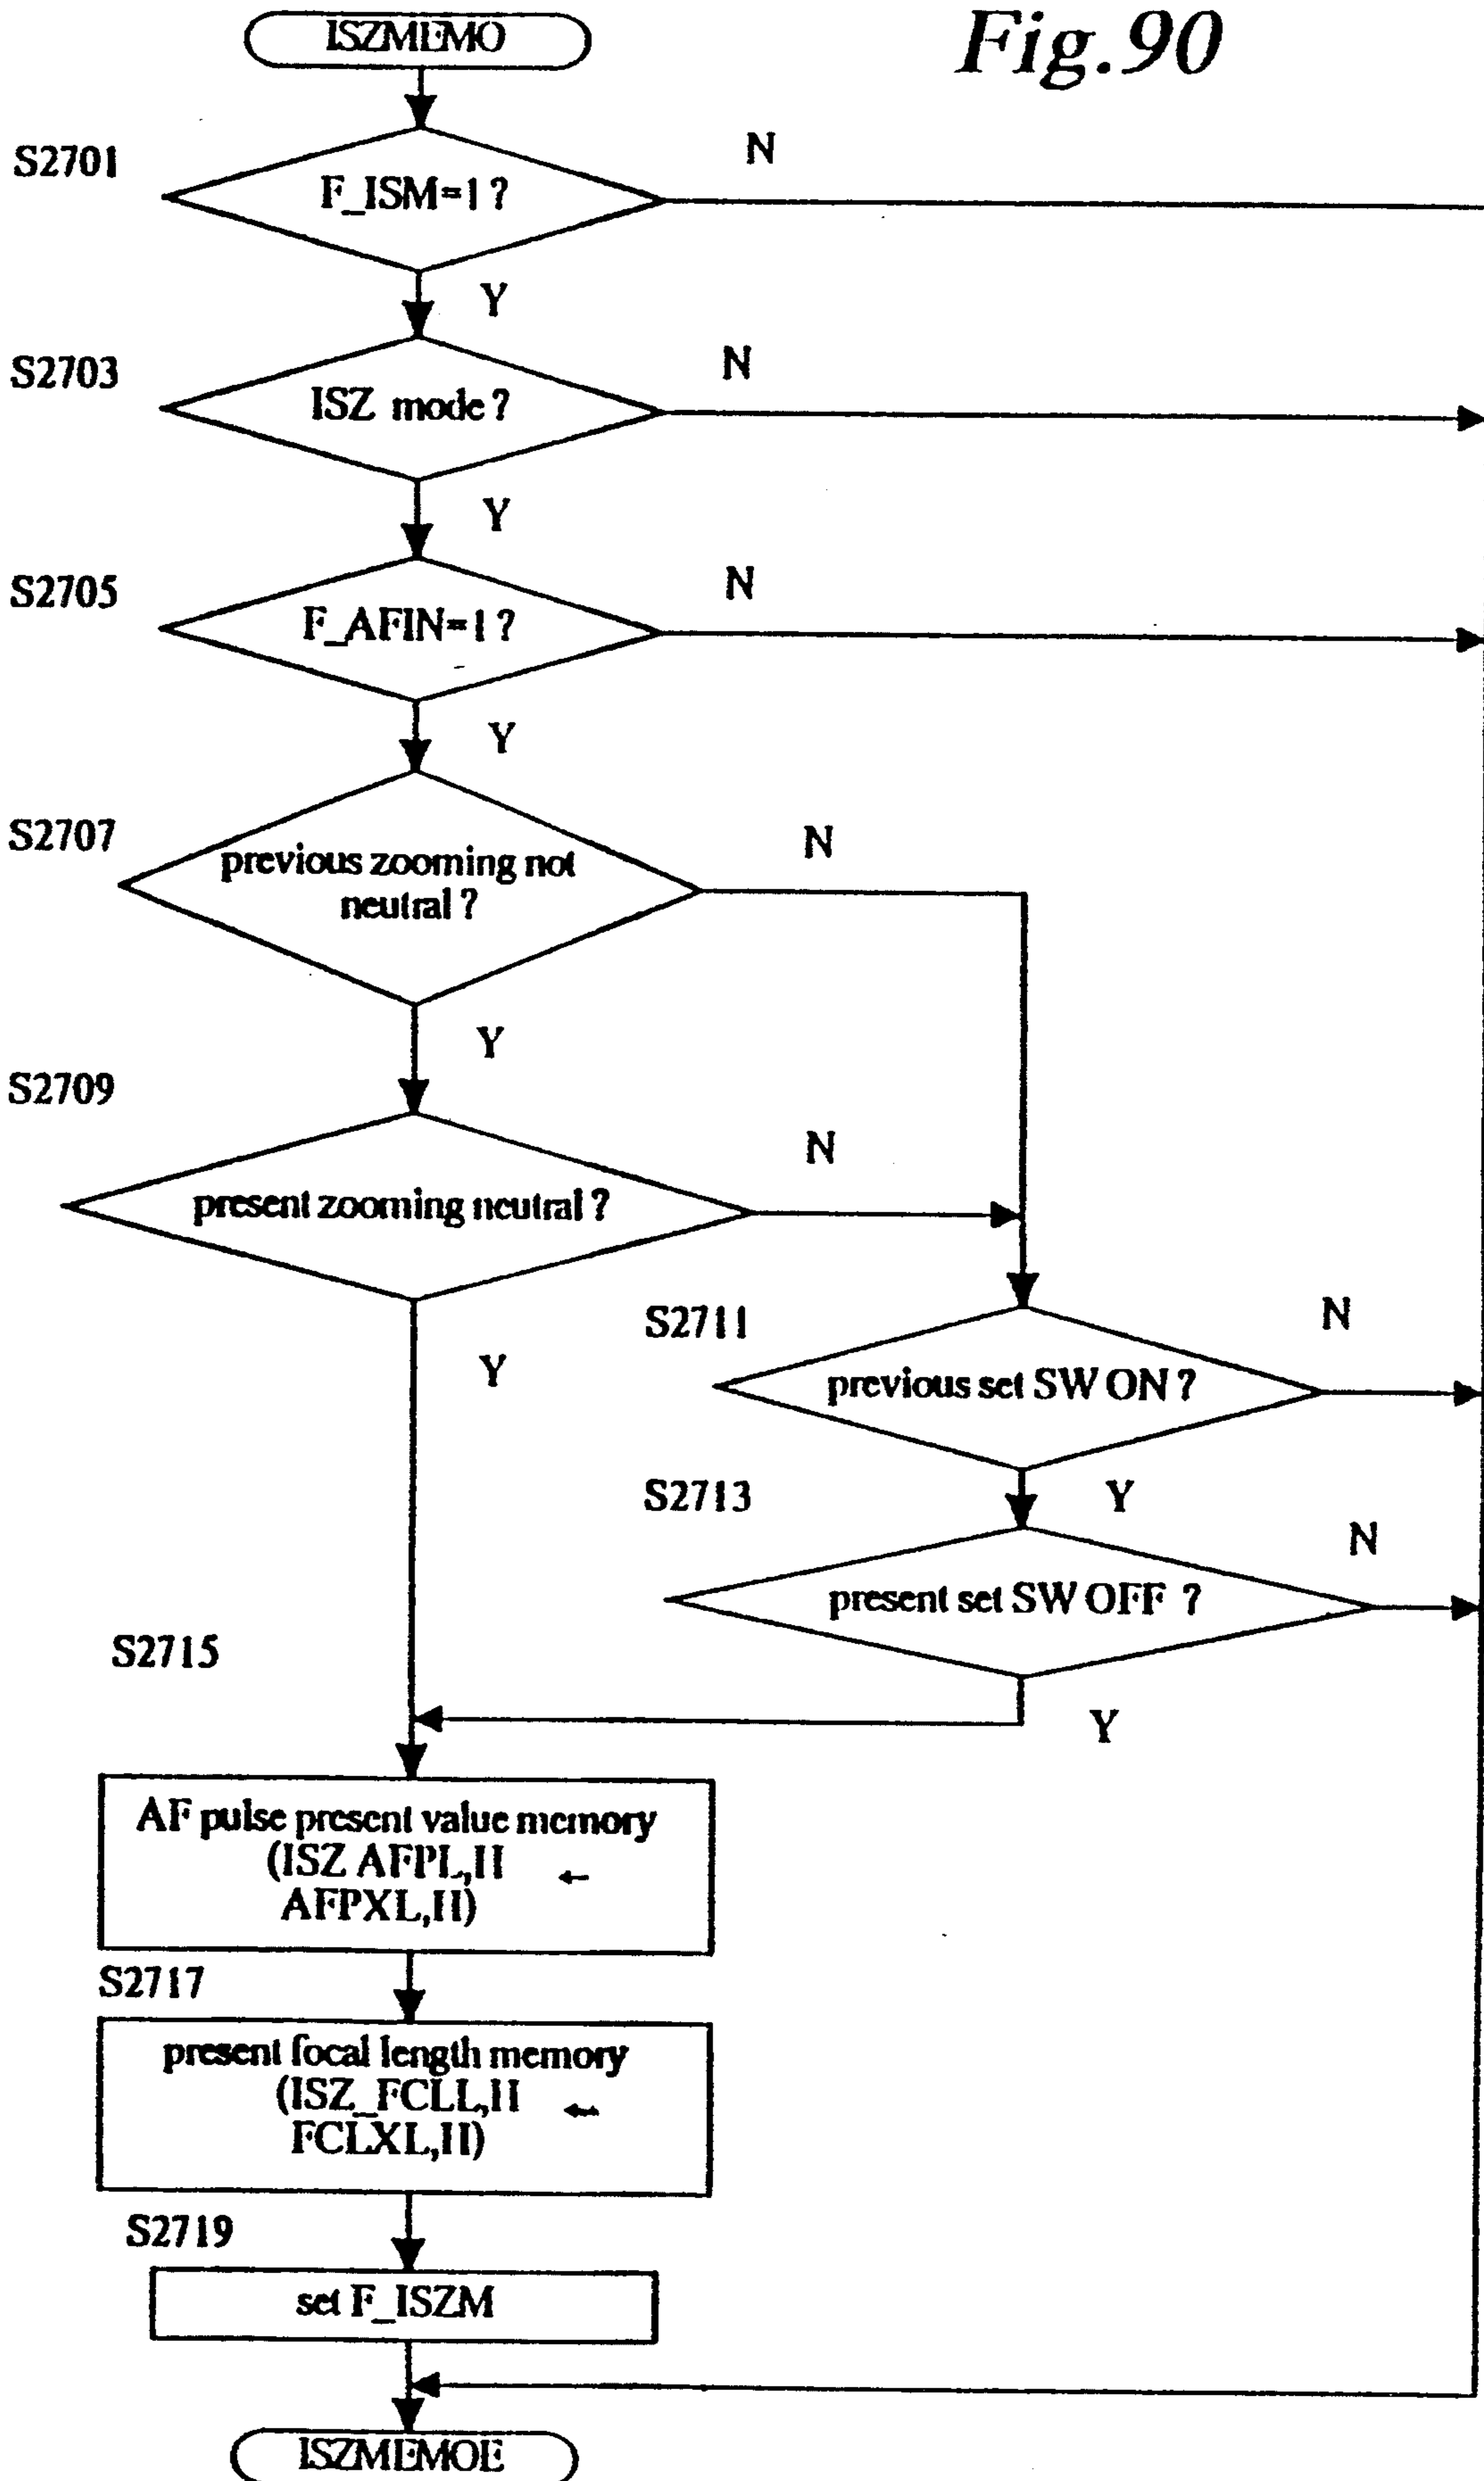 Fig.90
ISZMEMO
S2701
F_ISM=1 ?
N
Y
S2703
ISZ mode ?
N
Y
S2705
F_AFIN=1 ?
N
Y
S2707
previous zooming not
neutral ?
N
Y
S2709
present zooming neutral ?
N
Y
S2711
previous set SW ON ?
N
Y
S2713
present set SW OFF ?
N
Y
S2715
AF pulse present value memory
(ISZ AFPL,H ←
AFPXL,H)
S2717
present focal length memory
(ISZ_FCLL,H ←
FCLXL,H)
S2719
set F_ISZM
ISZMEMOE